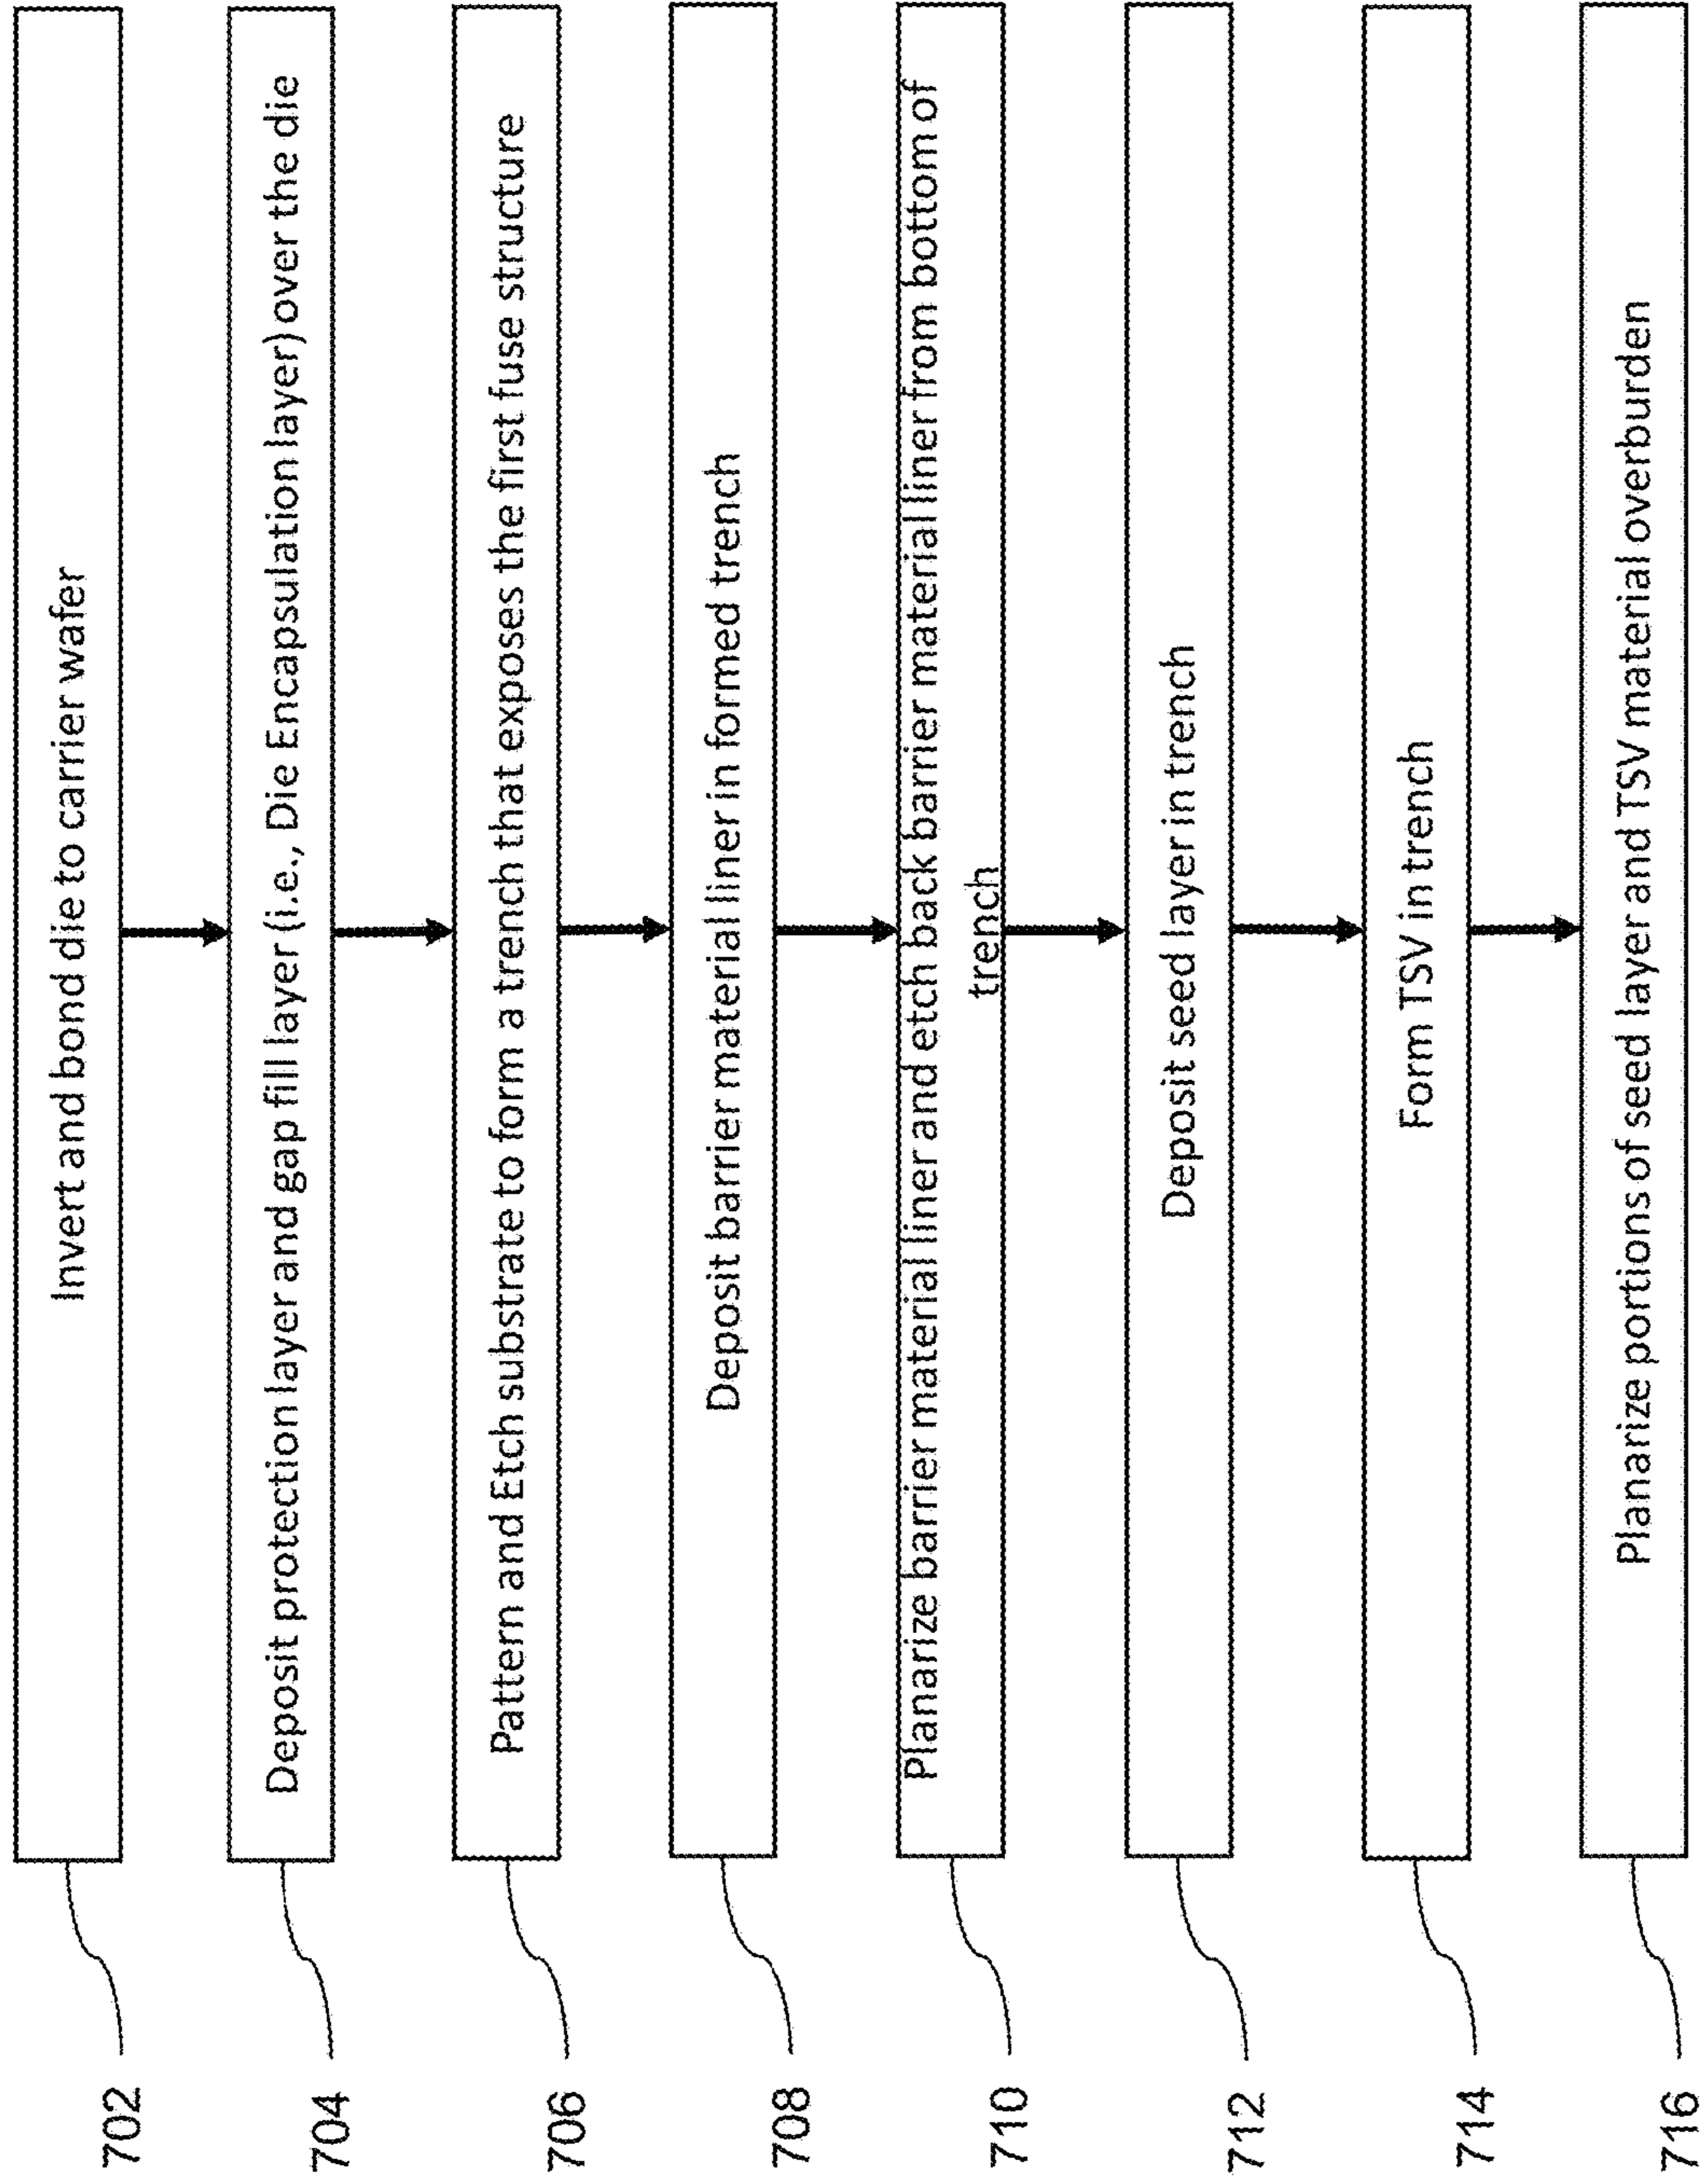 702
Invert and bond die to carrier wafer
704
Deposit protection layer and gap fill layer (i.e., Die Encapsulation layer) over the die
706
Pattern and Etch substrate to form a trench that exposes the first fuse structure
708
Deposit barrier material liner in formed trench
710
Planarize barrier material liner and etch back barrier material liner from bottom of
trench
712
Deposit seed layer in trench
714
Form TSV in trench
716
Planarize portions of seed layer and TSV material overburden